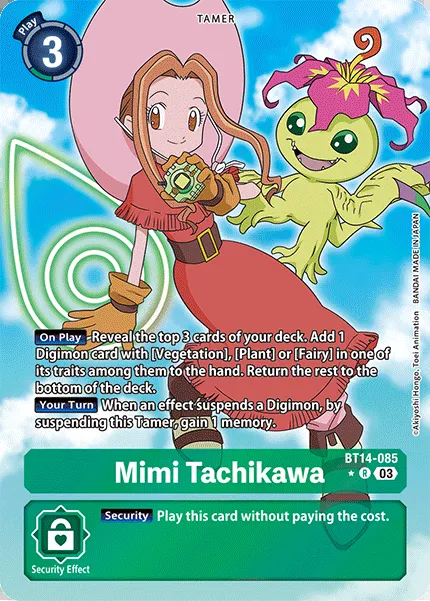 TAMER
Play
3
On Play Reveal the top 3 cards of your deck. Add 1
Digimon card with [Vegetation], [Plant] or [Fairy] in one of
its traits among them to the hand. Return the rest to the
bottom of the deck.
Your Turn When an effect suspends a Digimon, by
suspending this Tamer, gain 1 memory.
©Akiyoshi Hongo, Toei Animation BANDAI MADE IN JAPAN
BT14-085
Mimi Tachikawa
★ R 03
Security Play this card without paying the cost.
Security Effect